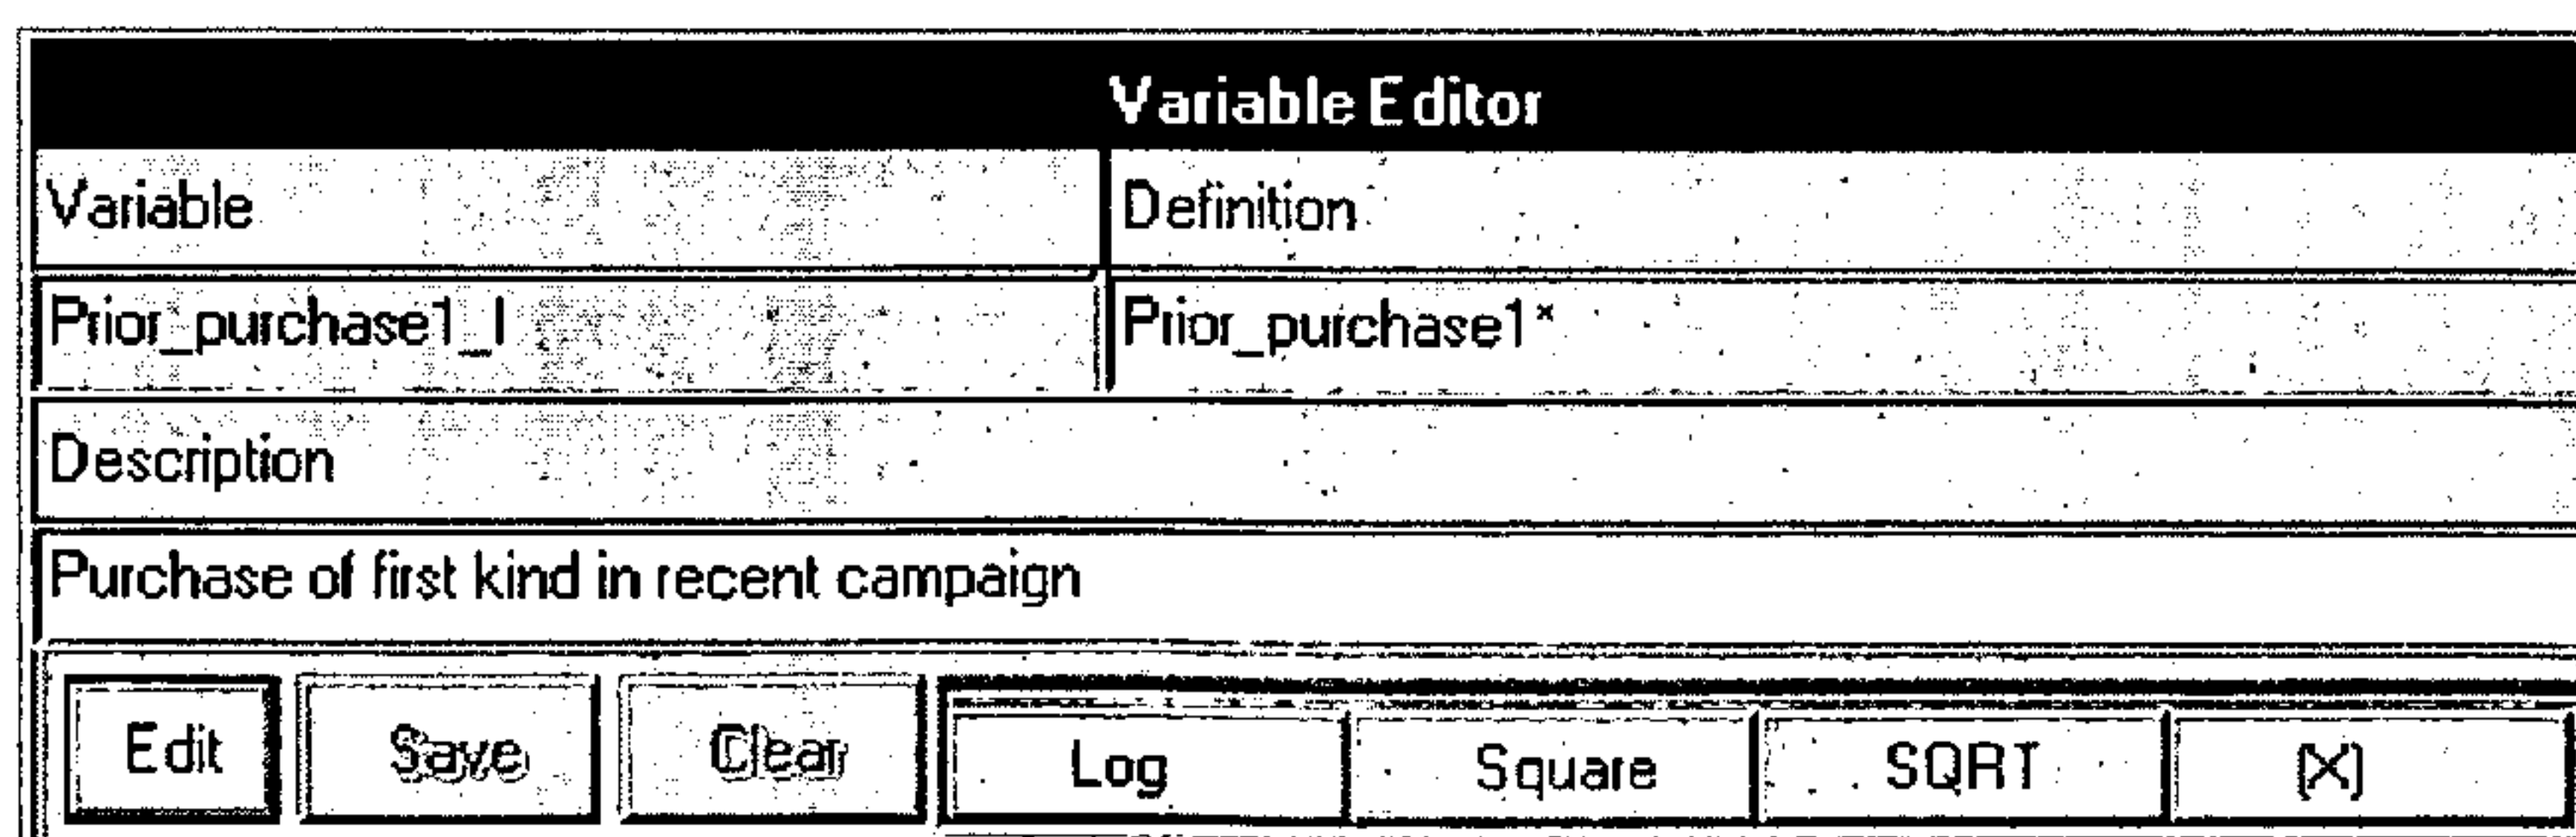 Variable Editor
Variable Definition
Prior_purchase1_I Prior_purchase1*
Description
Purchase of first kind in recent campaign
Edit Save Clear Log Square SQRT (X)